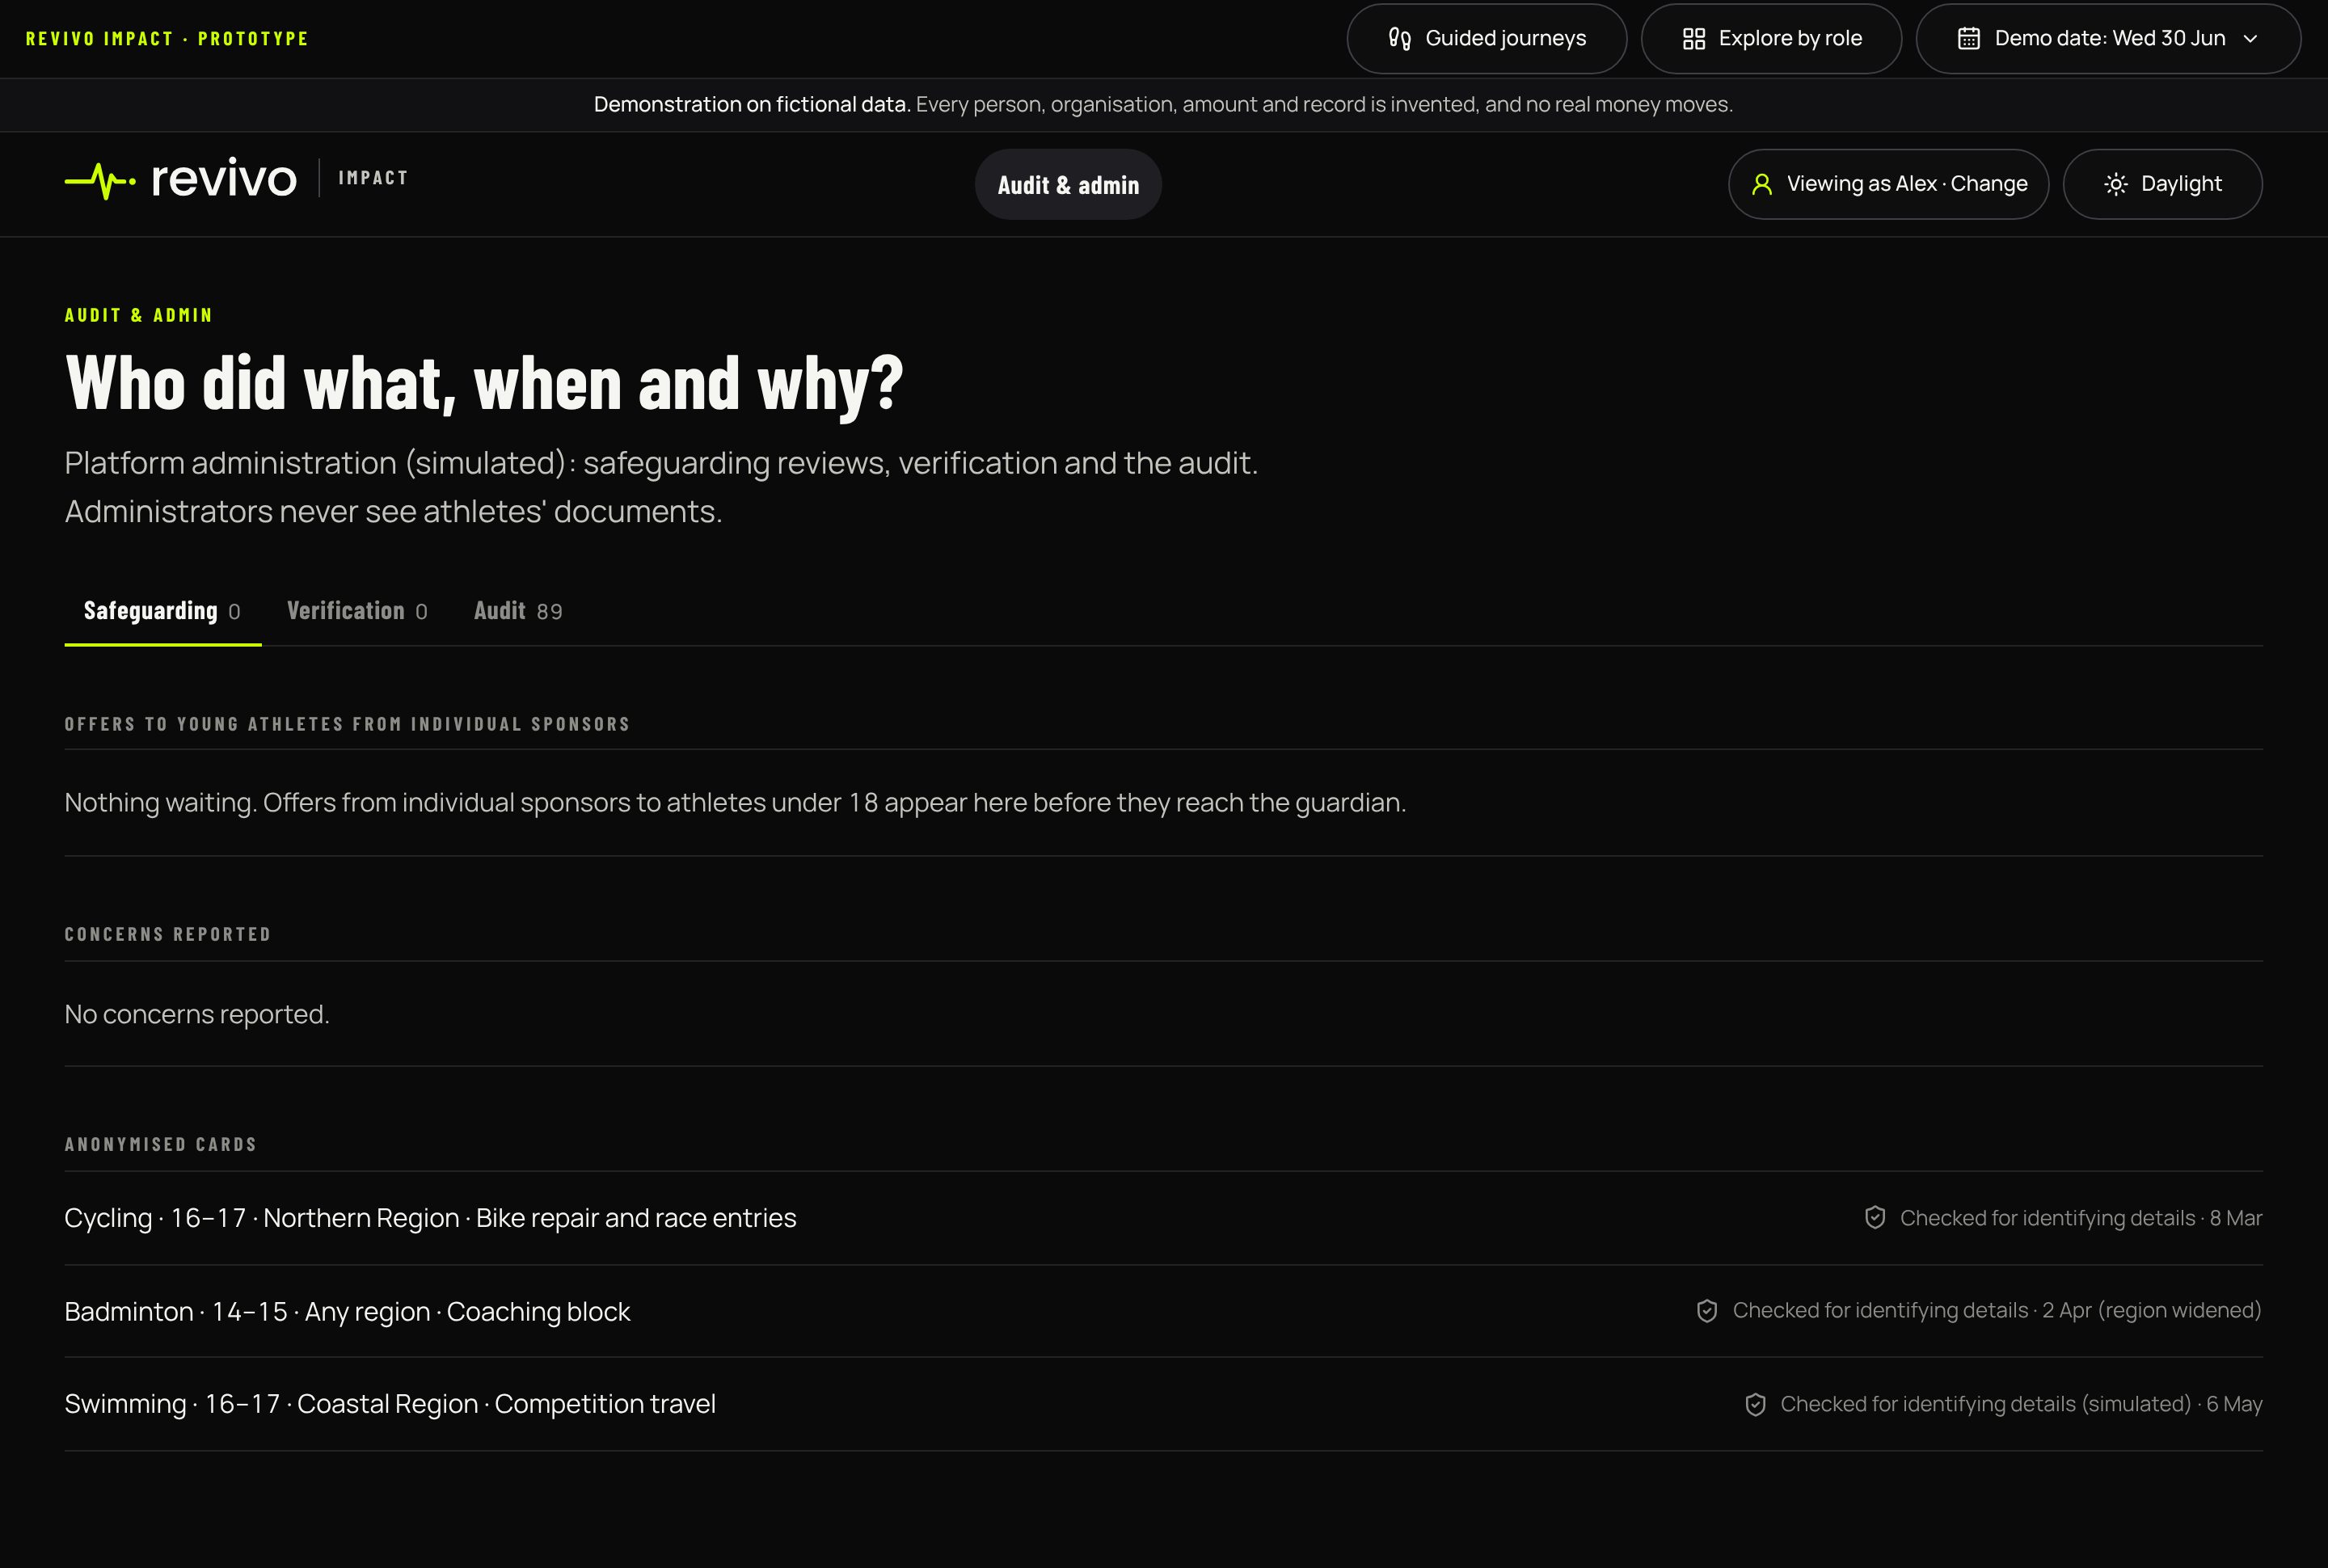 REVIVO IMPACT · PROTOTYPE
Guided journeys
Explore by role
Demo date: Wed 30 Jun
Demonstration on fictional data. Every person, organisation, amount and record is invented, and no real money moves.
revivo
IMPACT
Audit & admin
Viewing as Alex · Change
Daylight
AUDIT & ADMIN
Who did what, when and why?
Platform administration (simulated): safeguarding reviews, verification and the audit.
Administrators never see athletes' documents.
Safeguarding 0
Verification 0
Audit 89
OFFERS TO YOUNG ATHLETES FROM INDIVIDUAL SPONSORS
Nothing waiting. Offers from individual sponsors to athletes under 18 appear here before they reach the guardian.
CONCERNS REPORTED
No concerns reported.
ANONYMISED CARDS
Cycling · 16–17 · Northern Region · Bike repair and race entries
Checked for identifying details · 8 Mar
Badminton · 14–15 · Any region · Coaching block
Checked for identifying details · 2 Apr (region widened)
Swimming · 16–17 · Coastal Region · Competition travel
Checked for identifying details (simulated) · 6 May